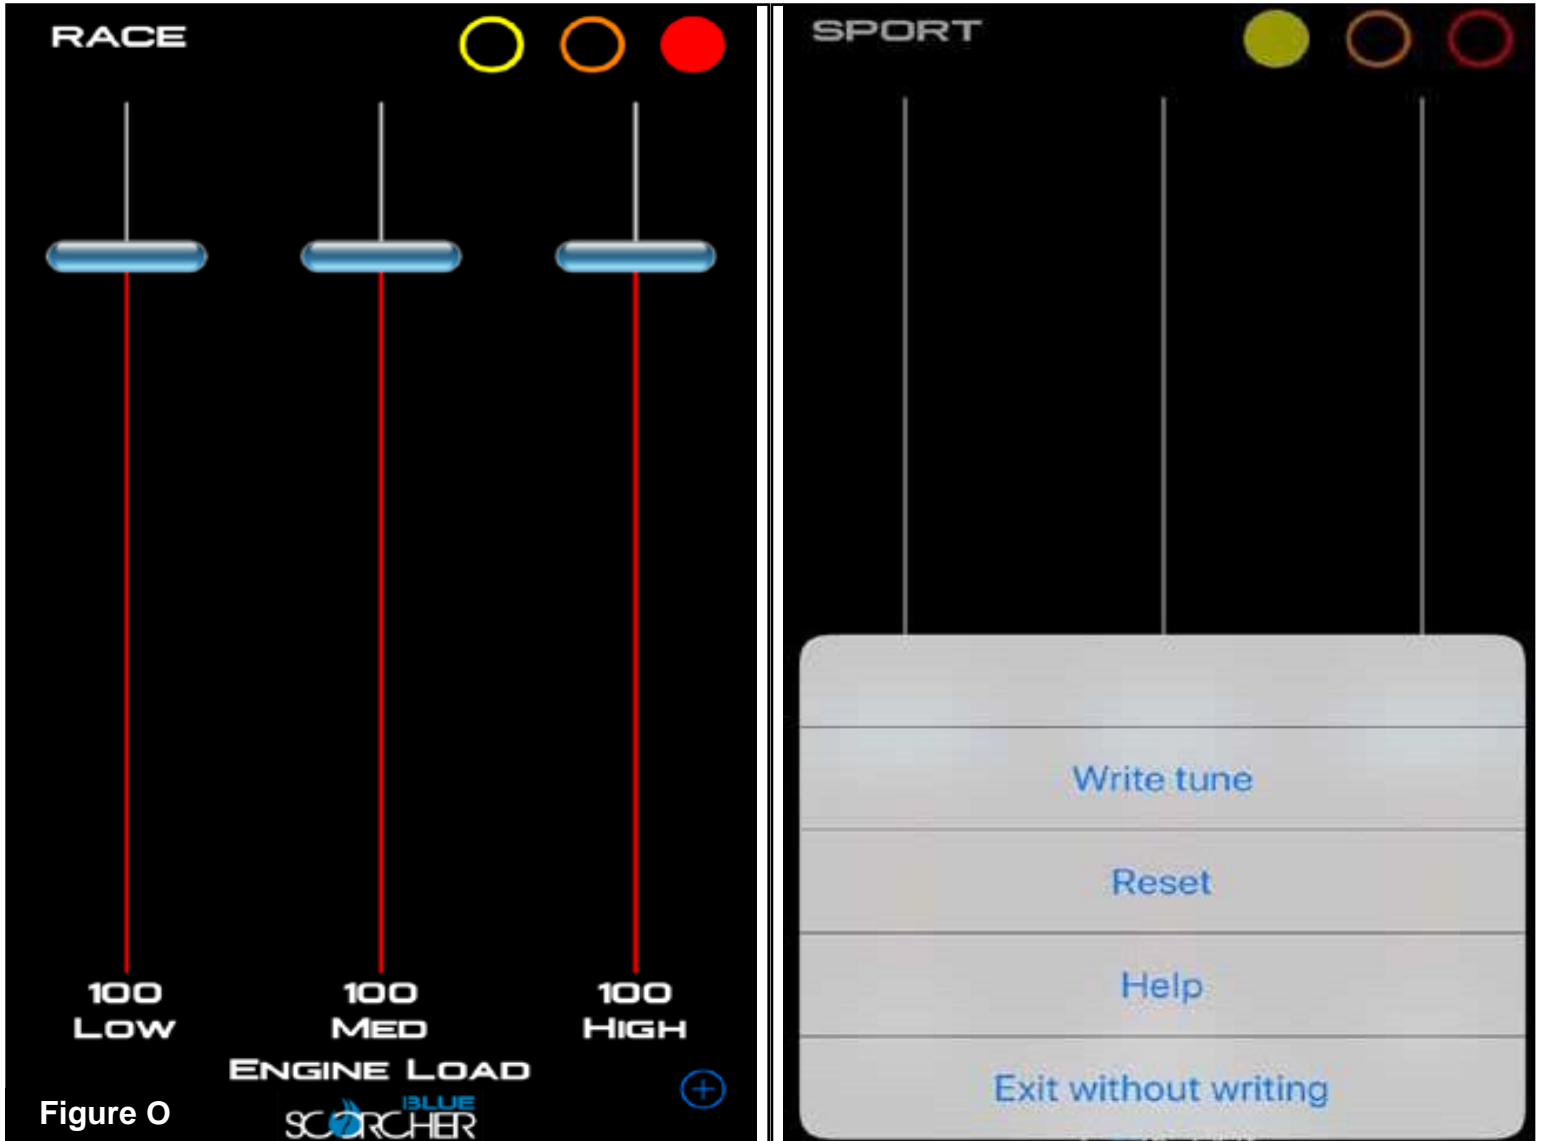 RACE
100 100 100
LOW MED HIGH
ENGINE LOAD
Figure O
BLUE
SCORCHER
SPORT
Write tune
Reset
Help
Exit without writing